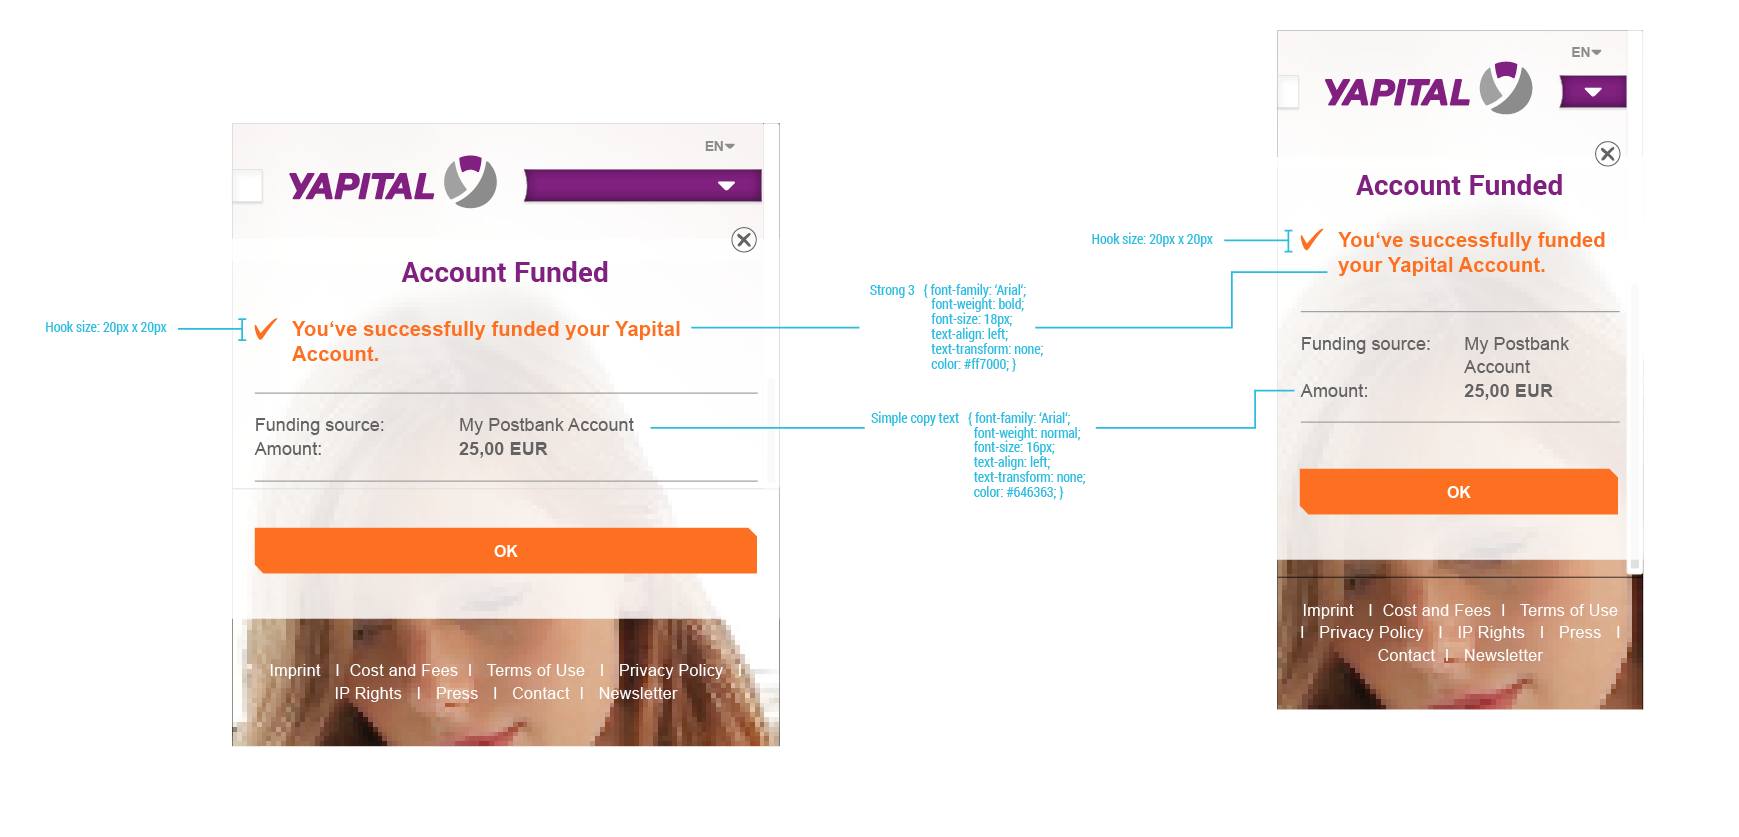 Hook size: 20px x 20px
EN
YAPITAL
Account Funded
✓ You‘ve successfully funded your Yapital
Account.
Funding source: My Postbank Account
Amount: 25,00 EUR
OK
Imprint I Cost and Fees I Terms of Use I Privacy Policy I
IP Rights I Press I Contact I Newsletter
Strong 3 { font-family: ‘Arial‘;
font-weight: bold;
font-size: 18px;
text-align: left;
text-transform: none;
color: #ff7000; }
Simple copy text { font-family: ‘Arial‘;
font-weight: normal;
font-size: 16px;
text-align: left;
text-transform: none;
color: #646363; }
Hook size: 20px x 20px
EN
YAPITAL
Account Funded
✓ You‘ve successfully funded
your Yapital Account.
Funding source: My Postbank
Account
Amount: 25,00 EUR
OK
Imprint I Cost and Fees I Terms of Use
I Privacy Policy I IP Rights I Press I
Contact I Newsletter